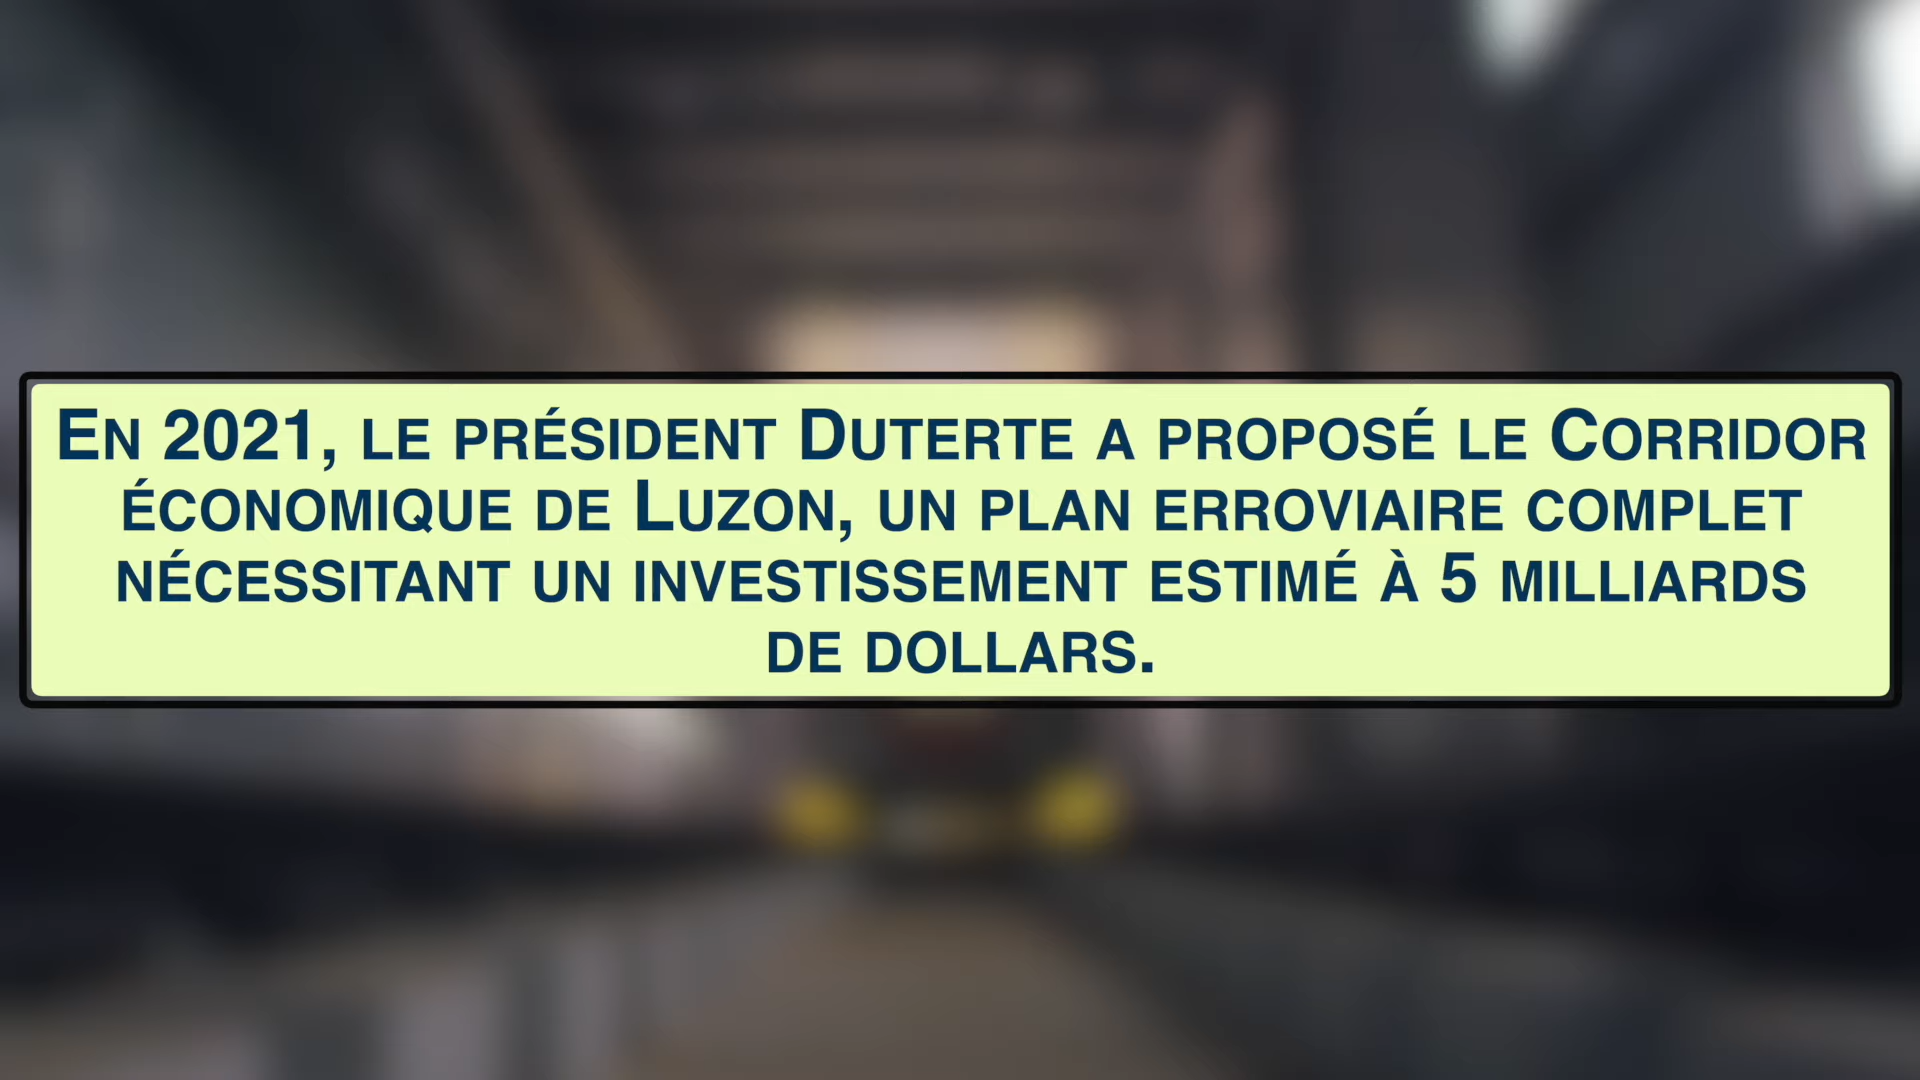 En 2021, le président Duterte a proposé le Corridor
économique de Luzon, un plan erroviaire complet
nécessitant un investissement estimé à 5 milliards
de dollars.